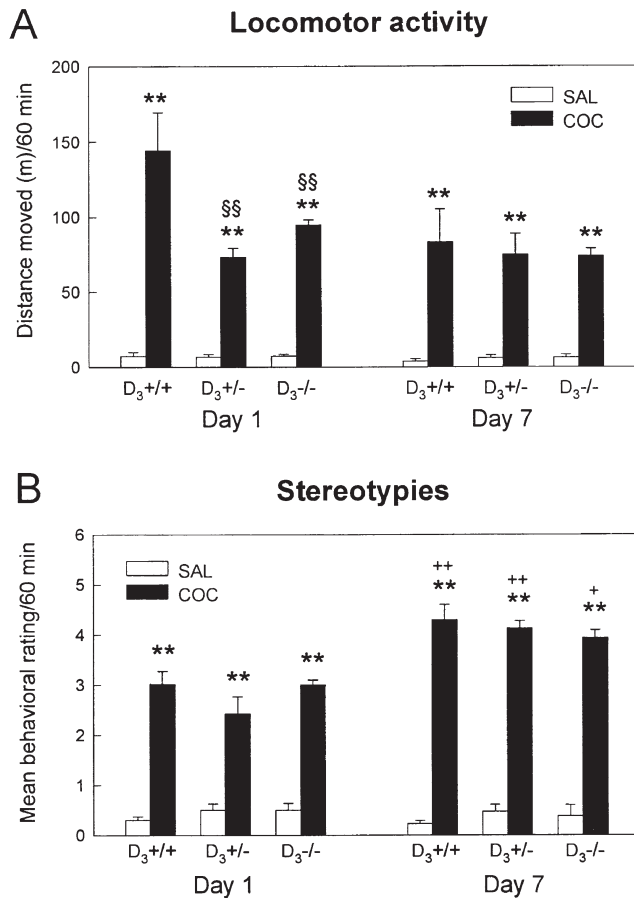 A
Locomotor activity
Distance moved (m)/60 min
200
150
100
50
0
SAL
COC
**
§§
**
§§
**
**
**
**
D₃+/+ D₃+/- D₃-/- D₃+/+ D₃+/- D₃-/-
Day 1 Day 7
B
Stereotypies
Mean behavioral rating/60 min
6
5
4
3
2
1
0
SAL
COC
**
**
**
++
**
++
**
+
**
D₃+/+ D₃+/- D₃-/- D₃+/+ D₃+/- D₃-/-
Day 1 Day 7